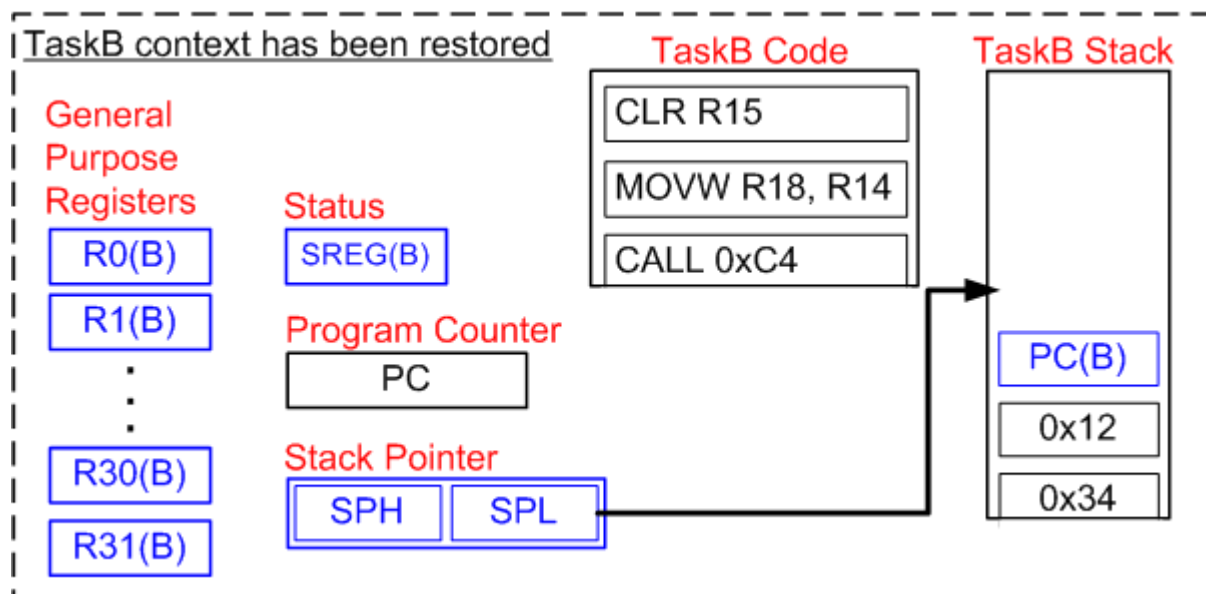 TaskB context has been restored
General
Purpose
Registers
R0(B)
R1(B)
R30(B)
R31(B)
Status
SREG(B)
Program Counter
PC
Stack Pointer
SPH SPL
TaskB Code
CLR R15
MOVW R18, R14
CALL 0xC4
TaskB Stack
PC(B)
0x12
0x34